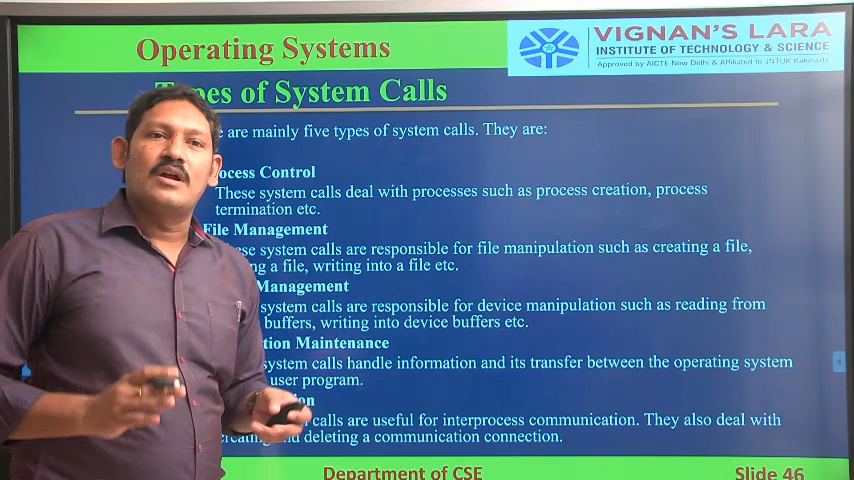 Operating Systems
VIGNAN'S LARA
INSTITUTE OF TECHNOLOGY & SCIENCE
Approved by AICTE New Delhi & Affiliated to JNTUK Kakinada
Types of System Calls
are mainly five types of system calls. They are:
ocess Control
These system calls deal with processes such as process creation, process
termination etc.
File Management
these system calls are responsible for file manipulation such as creating a file,
ng a file, writing into a file etc.
Management
system calls are responsible for device manipulation such as reading from
buffers, writing into device buffers etc.
tion Maintenance
system calls handle information and its transfer between the operating system
user program.
on
calls are useful for interprocess communication. They also deal with
creating and deleting a communication connection.
Department of CSE
Slide 46